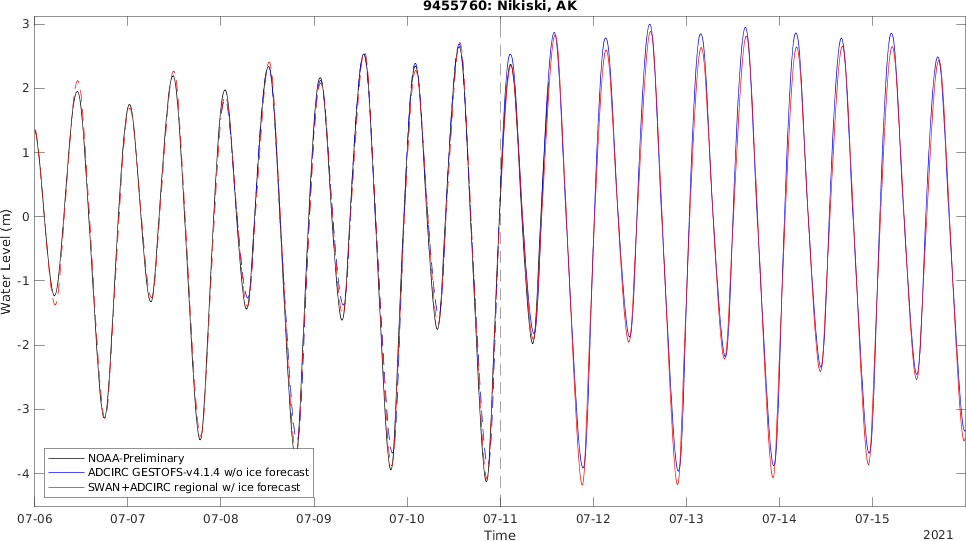 9455760: Nikiski, AK
3
2
1
0
-1
-2
-3
-4
Water Level (m)
NOAA-Preliminary
ADCIRC GESTOFS-v4.1.4 w/o ice forecast
SWAN+ADCIRC regional w/ ice forecast
07-06 07-07 07-08 07-09 07-10 07-11 07-12 07-13 07-14 07-15
Time
2021